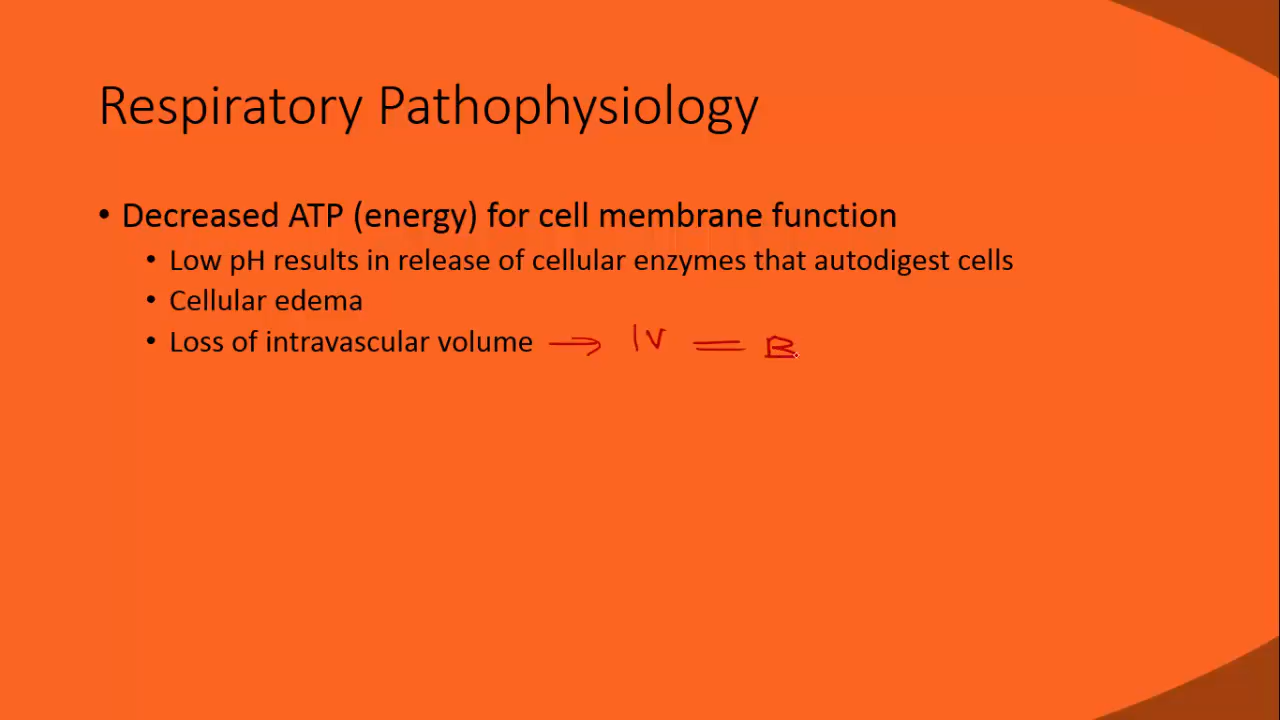 Respiratory Pathophysiology
• Decreased ATP (energy) for cell membrane function
• Low pH results in release of cellular enzymes that autodigest cells
• Cellular edema
• Loss of intravascular volume → IV = B